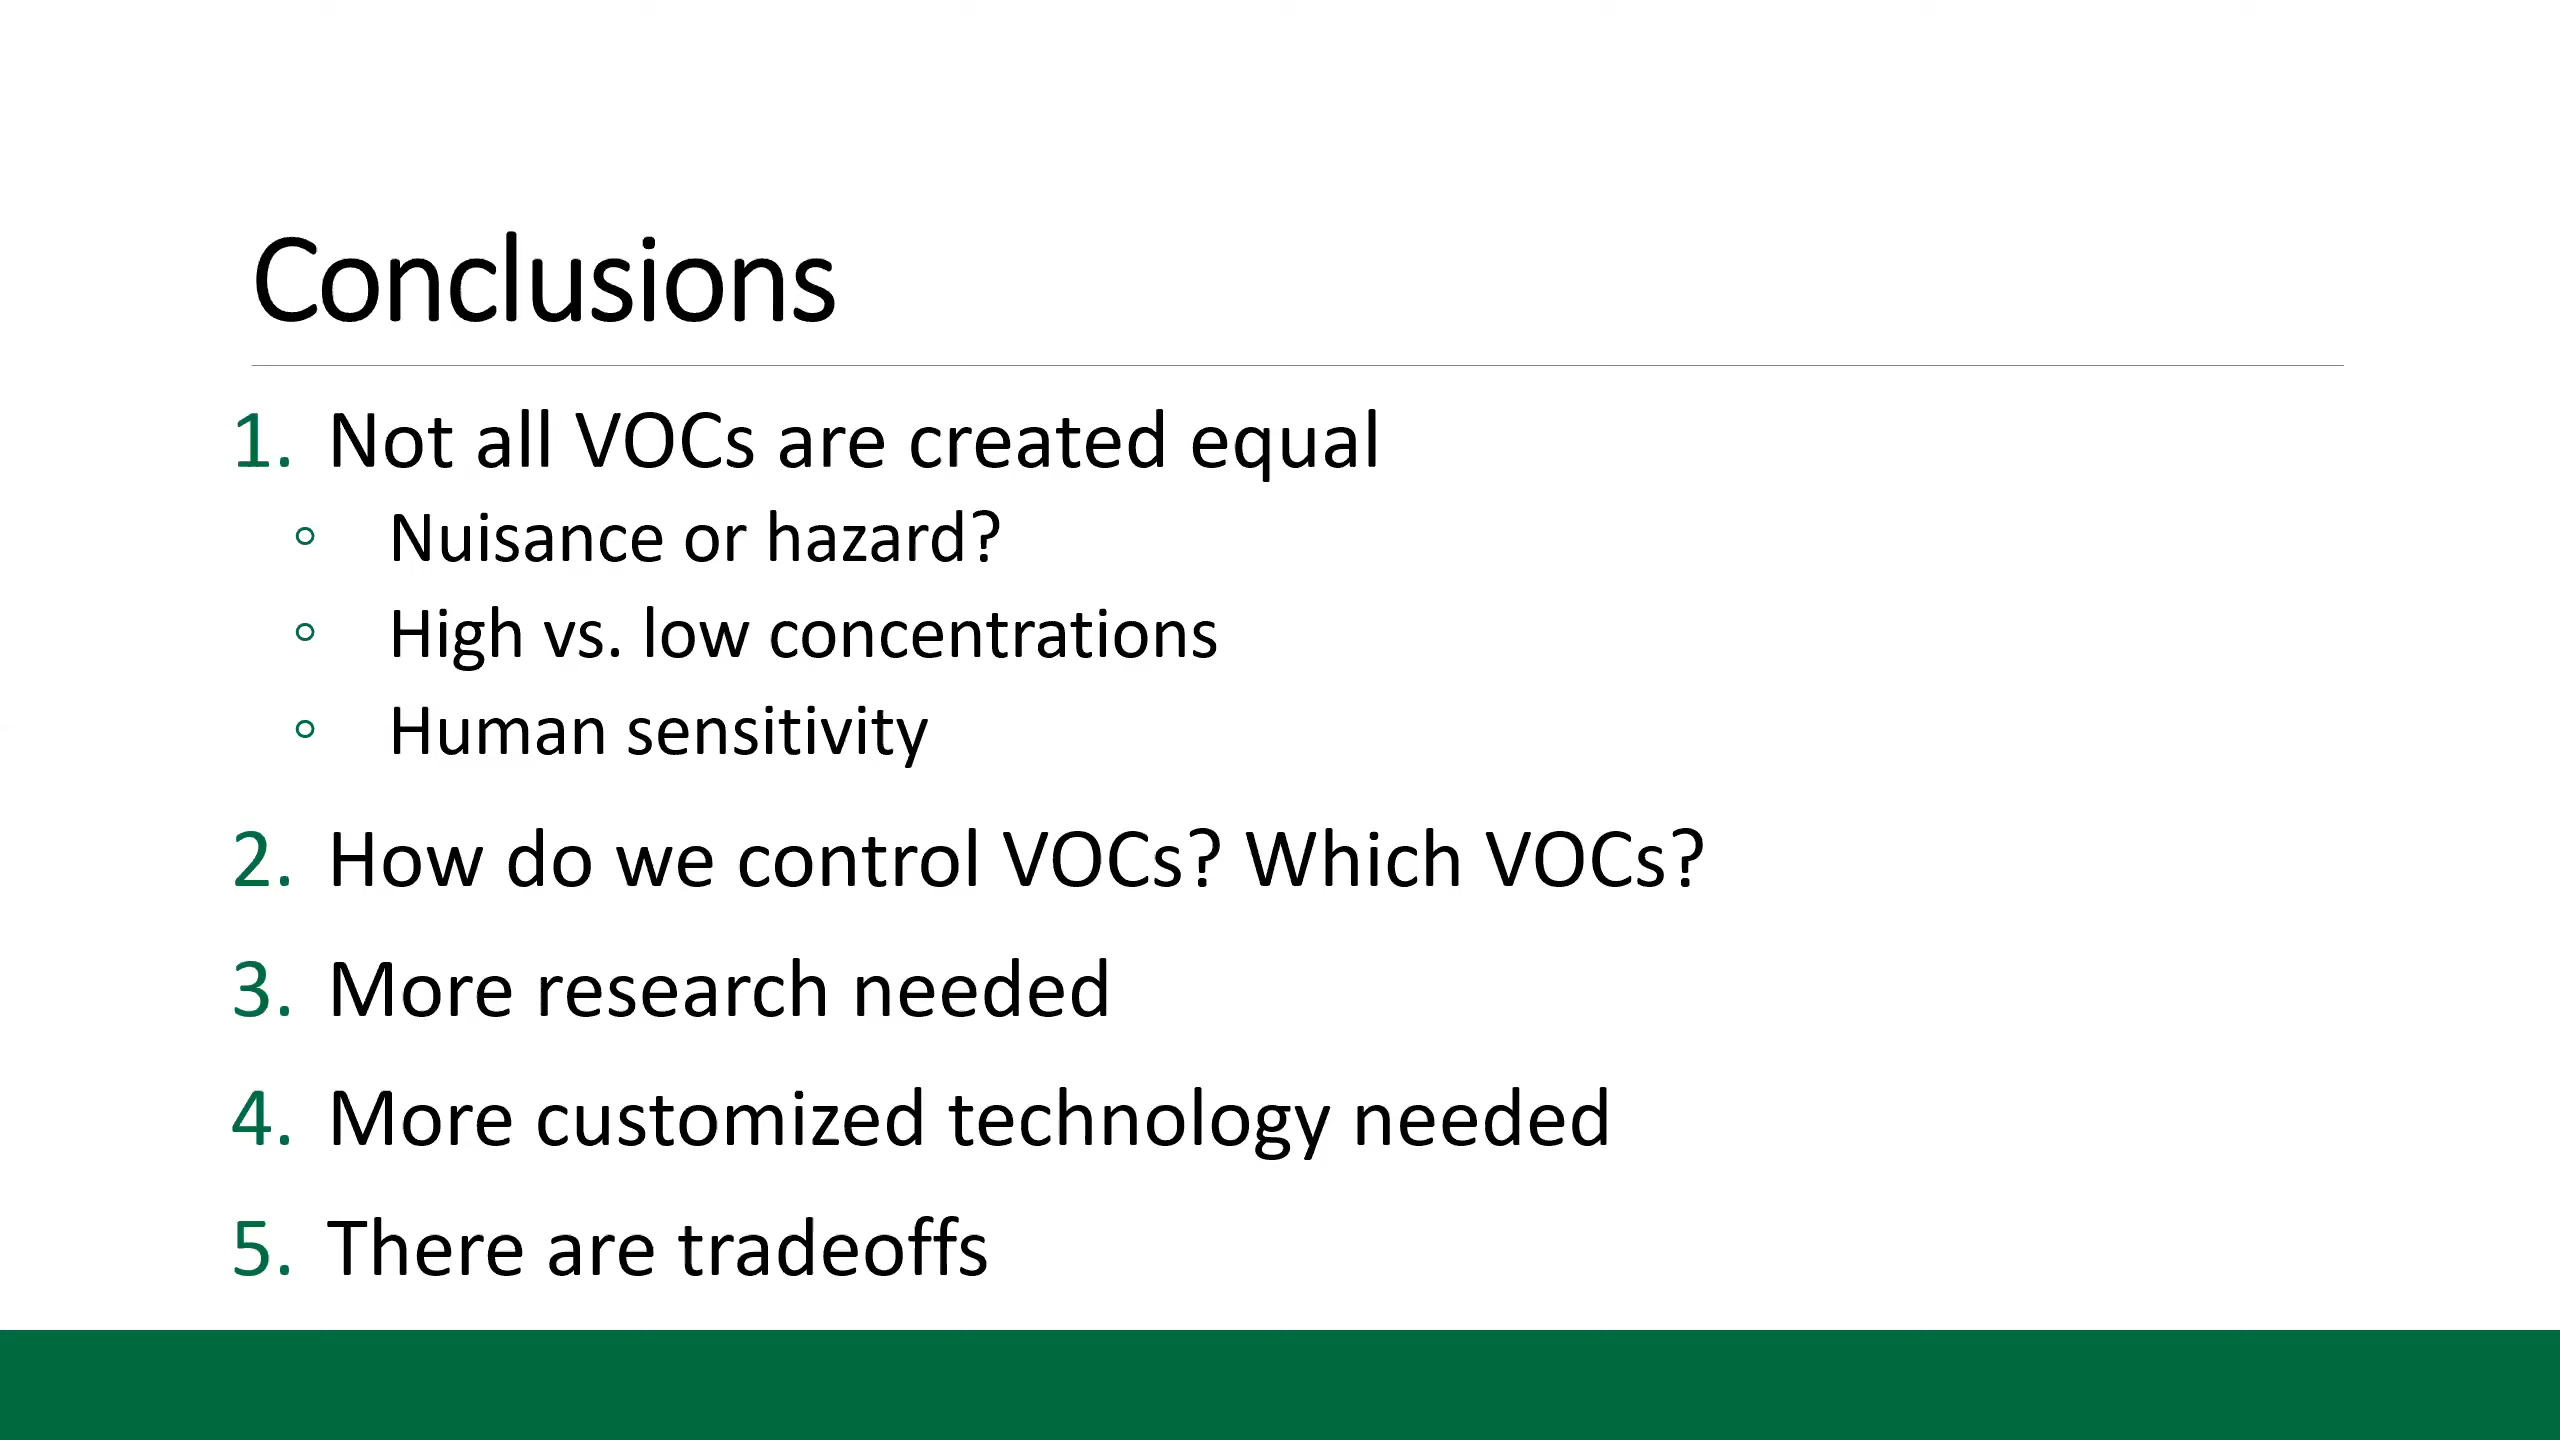 Conclusions
1. Not all VOCs are created equal
◦ Nuisance or hazard?
◦ High vs. low concentrations
◦ Human sensitivity
2. How do we control VOCs? Which VOCs?
3. More research needed
4. More customized technology needed
5. There are tradeoffs